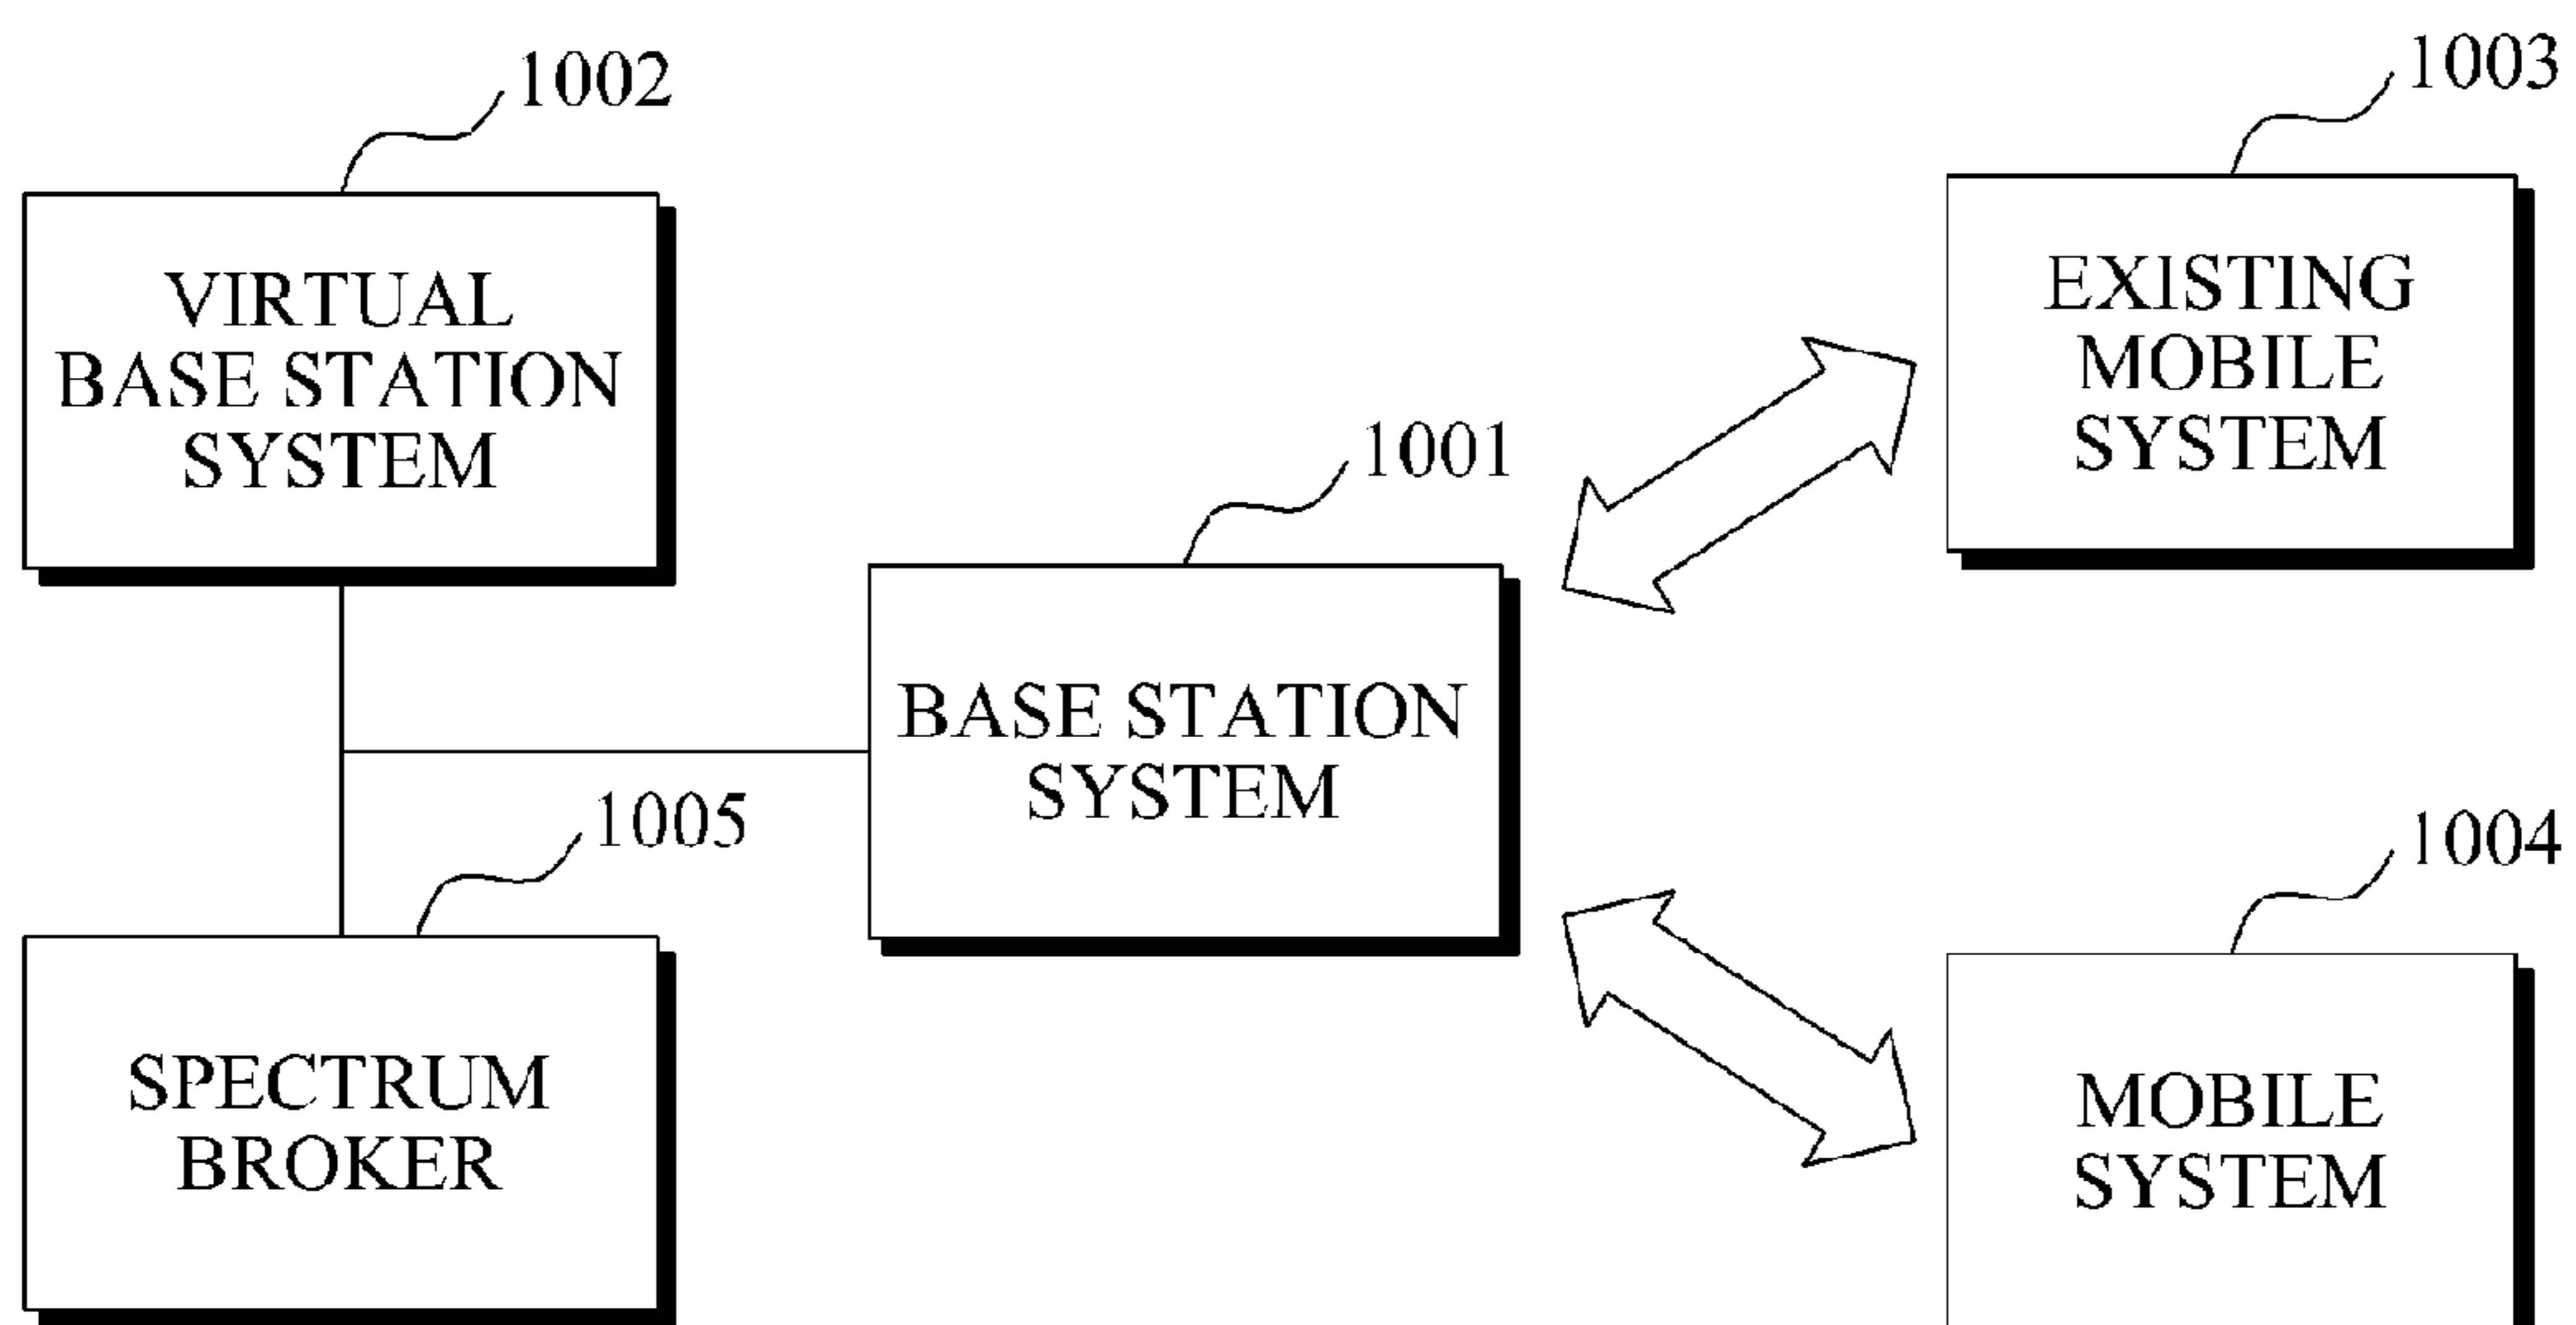 1002
VIRTUAL
BASE STATION
SYSTEM
1003
EXISTING
MOBILE
SYSTEM
1001
BASE STATION
SYSTEM
1005
SPECTRUM
BROKER
1004
MOBILE
SYSTEM